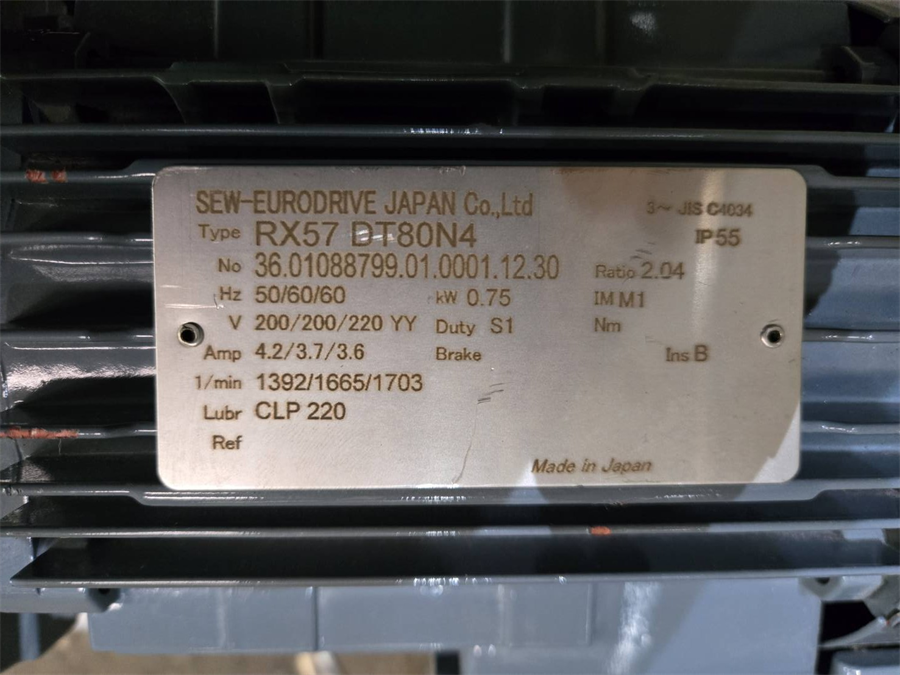 SEW-EURODRIVE JAPAN Co.,Ltd 3~ JIS C4034
Type RX57 DT80N4 IP 55
No 36.01088799.01.0001.12.30 Ratio 2.04
Hz 50/60/60 kW 0.75 IM M1
V 200/200/220 YY Duty S1 Nm
Amp 4.2/3.7/3.6 Brake Ins B
1/min 1392/1665/1703
Lubr CLP 220
Ref
Made in Japan